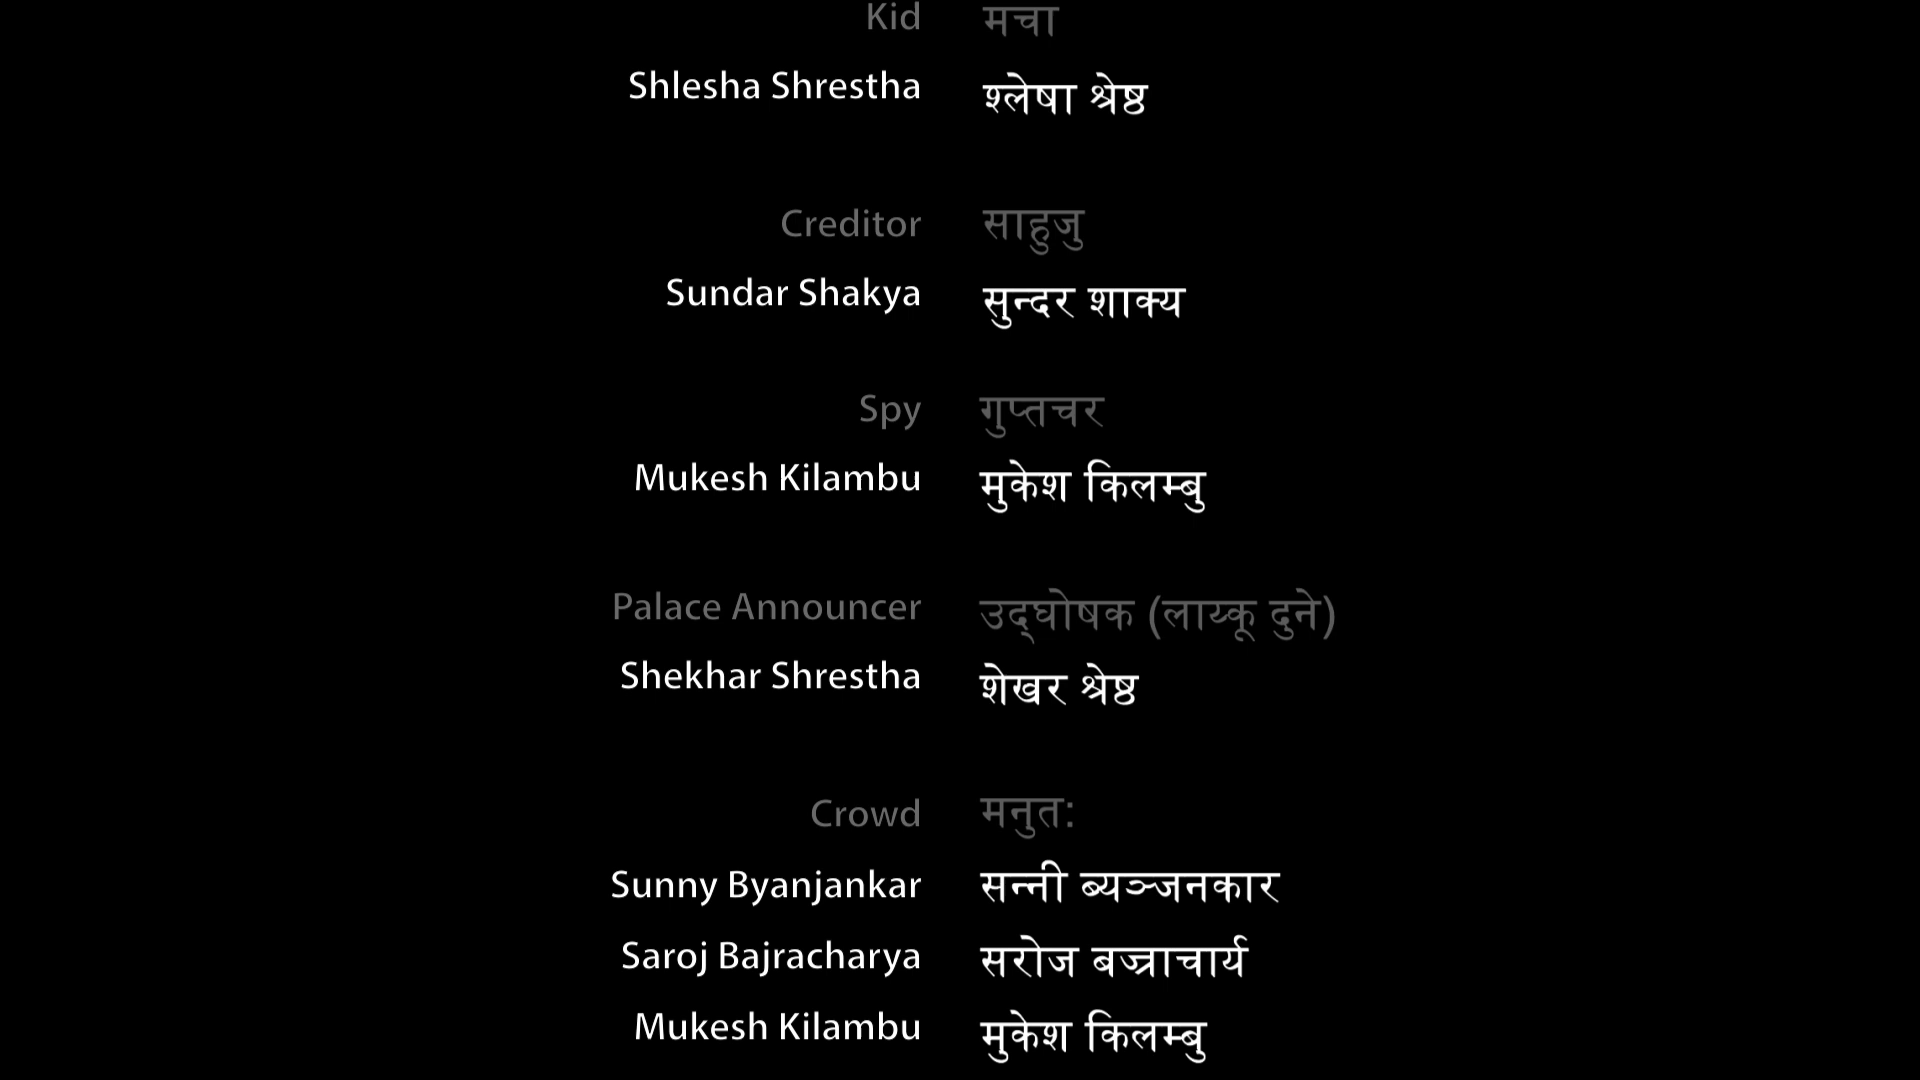 Kid मचा
Shlesha Shrestha श्लेषा श्रेष्ठ
Creditor साहुजु
Sundar Shakya सुन्दर शाक्य
Spy गुप्तचर
Mukesh Kilambu मुकेश किलम्बु
Palace Announcer उद्घोषक (लाय्कू दुने)
Shekhar Shrestha शेखर श्रेष्ठ
Crowd मनुतः
Sunny Byanjankar सन्नी ब्यञ्जनकार
Saroj Bajracharya सरोज बज्राचार्य
Mukesh Kilambu मुकेश किलम्बु